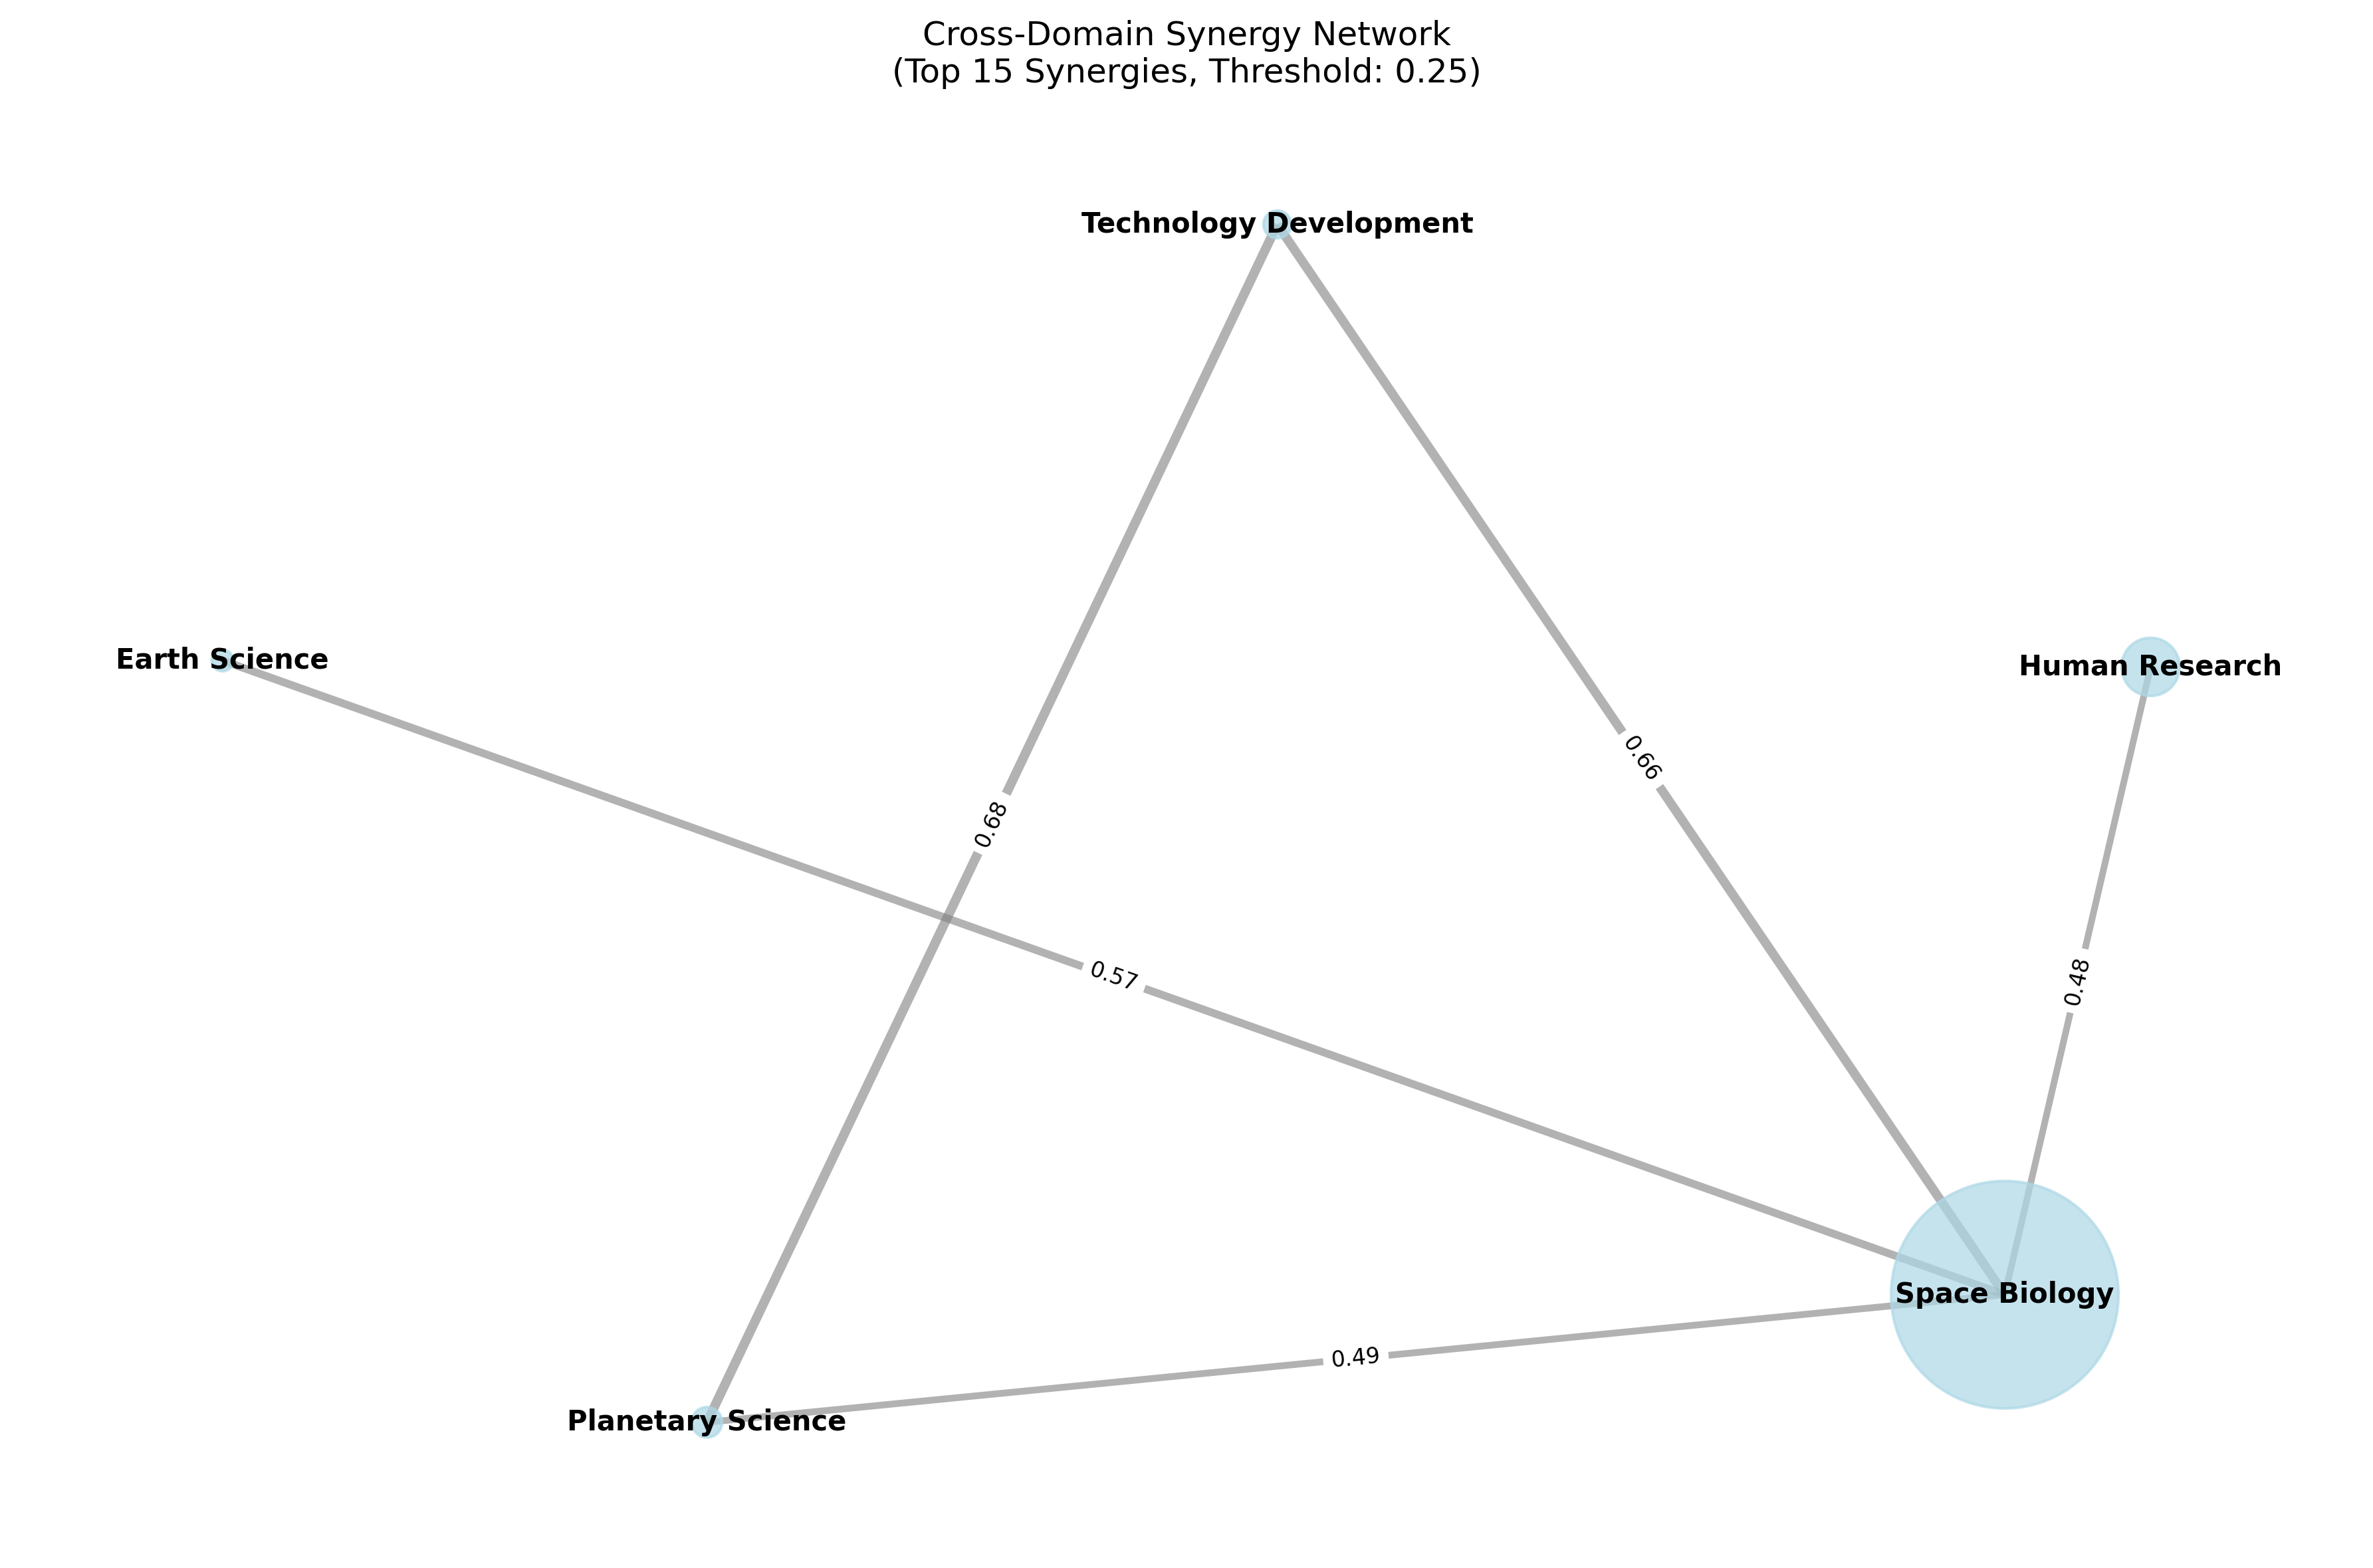 Cross-Domain Synergy Network
(Top 15 Synergies, Threshold: 0.25)
Technology Development
Earth Science
Human Research
0.66
0.68
0.57
0.48
Space Biology
0.49
Planetary Science